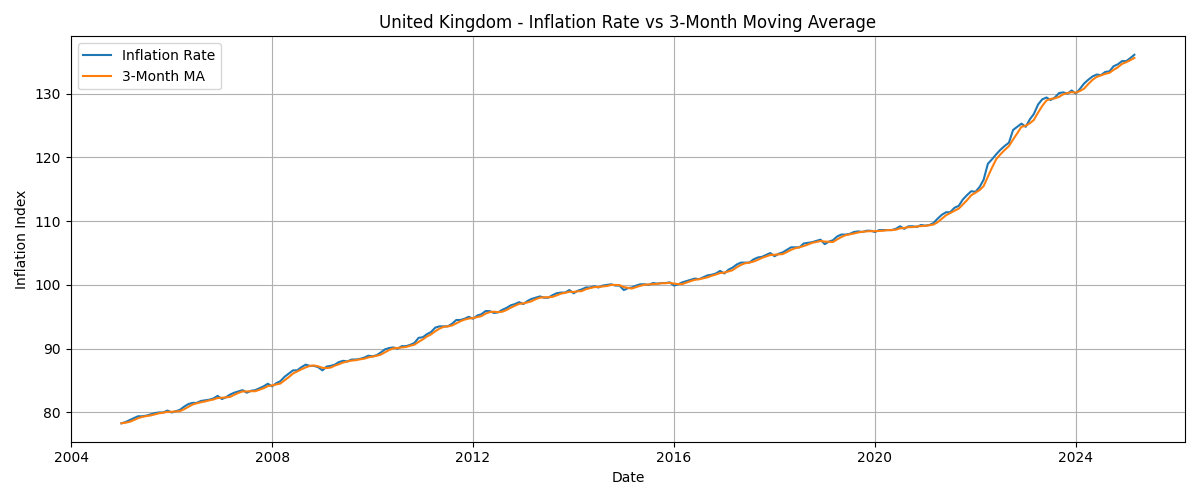 United Kingdom - Inflation Rate vs 3-Month Moving Average
Inflation Rate
3-Month MA
Inflation Index
130
120
110
100
90
80
2004 2008 2012 2016 2020 2024
Date